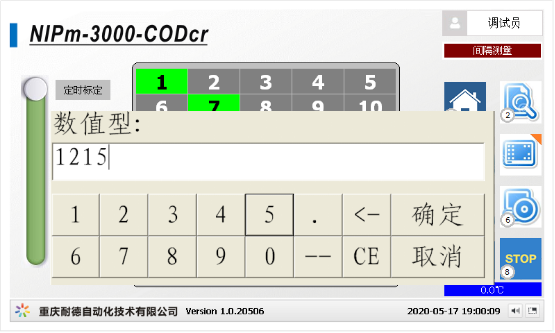 NIPm-3000-CODcr
调试员
间隔测量
定时标定
1 2 3 4 5
6 7 8 9 10
数值型:
1215
1 2 3 4 5 . <- 确定
6 7 8 9 0 -- CE 取消
2
6
STOP
8
0.0℃
重庆耐德自动化技术有限公司 Version 1.0.20506 2020-05-17 19:00:09